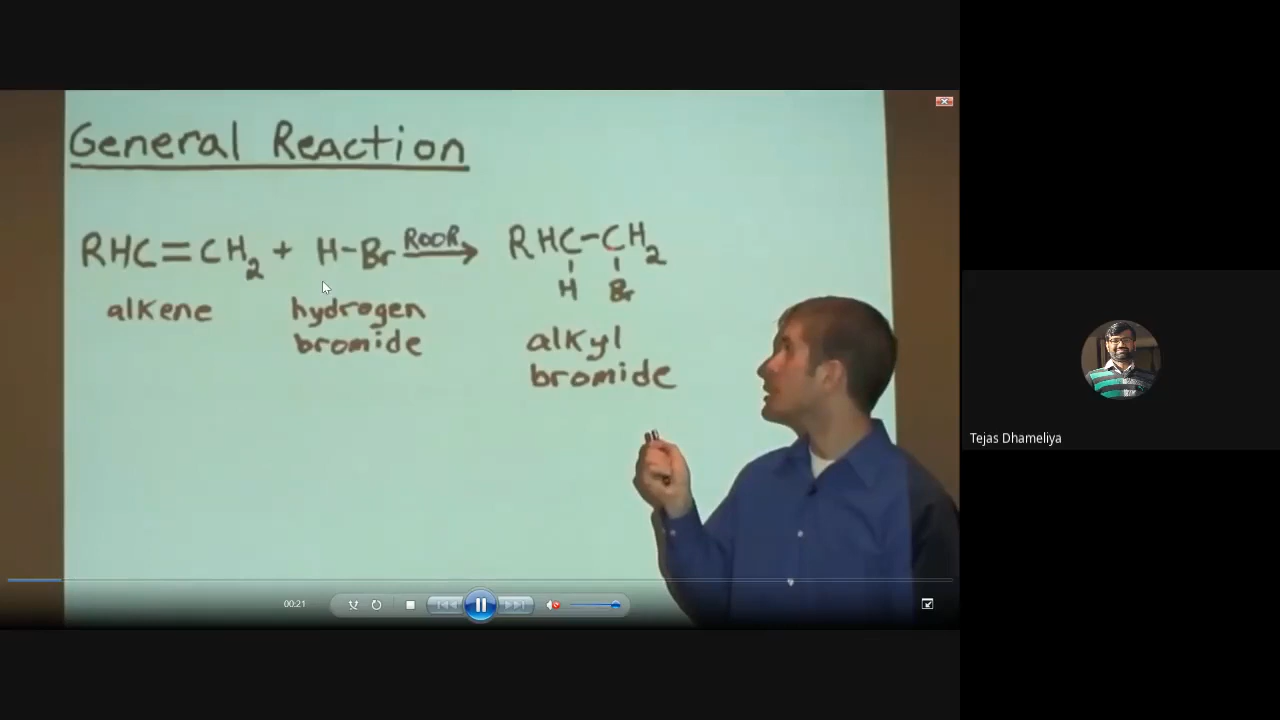 General Reaction
RHC=CH₂ + H-Br ROOR→ RHC-CH₂
H Br
alkene hydrogen bromide alkyl bromide
Tejas Dhameliya
00:21